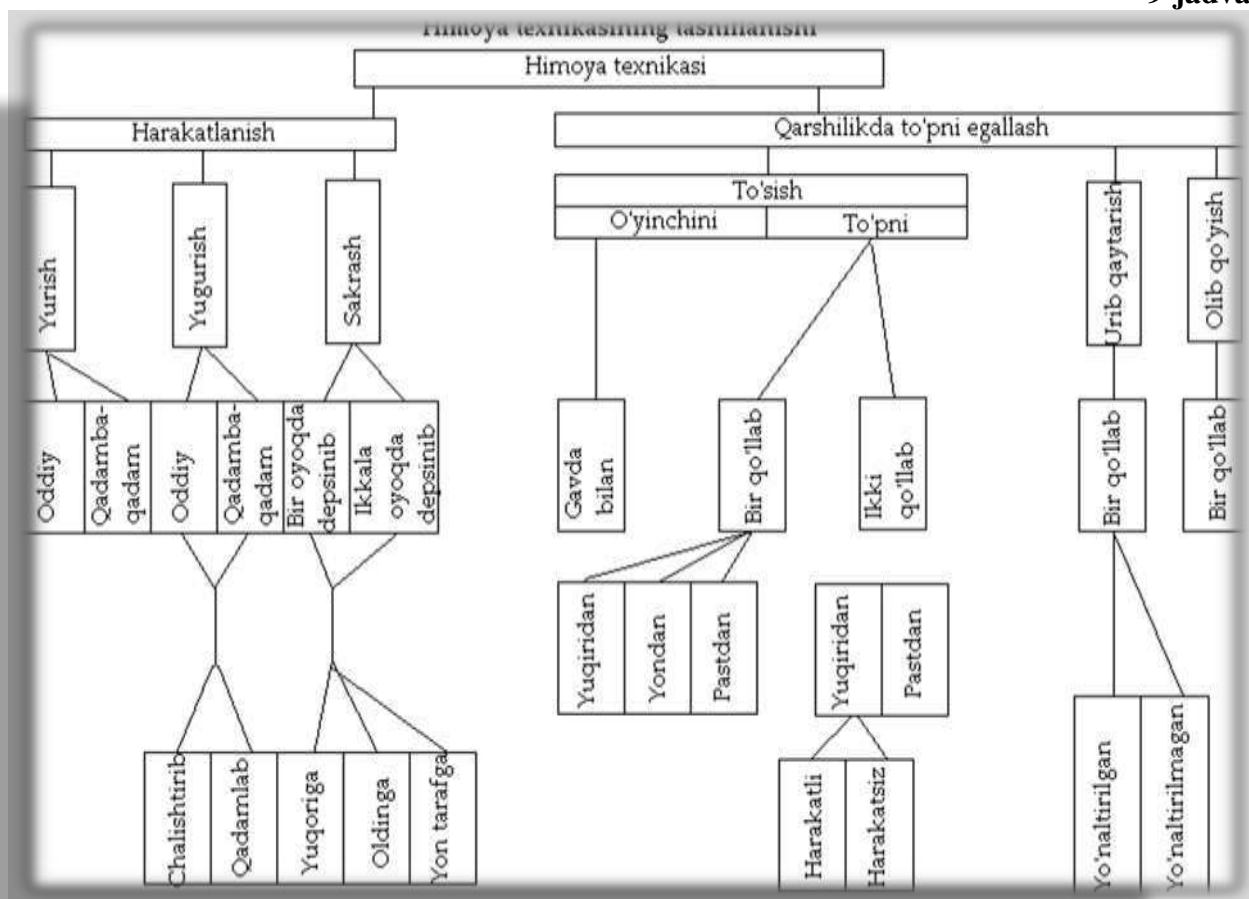 Himoya texnikasining tasniflanishi
Himoya texnikasi
Harakatlanish
Qarshilikda to'pni egallash
Yurish
Yugurish
Sakrash
To'sish
O'yinchini
To'pni
Urib qaytarish
Olib qo'yish
Oddiy
Qadamba-
qadam
Oddiy
Qadamba-
qadam
Bir oyoqda
depsinib
Ikkala
oyoqda
depsinib
Gavda
bilan
Bir qo'llab
Ikki
qo'llab
Bir qo'llab
Bir qo'llab
Yuqiridan
Yondan
Pastdan
Yuqiridan
Pastdan
Chalishtirib
Qadamlab
Yuqoriga
Oldinga
Yon tarafga
Harakatli
Harakatsiz
Yo'naltirilgan
Yo'naltirilmagan